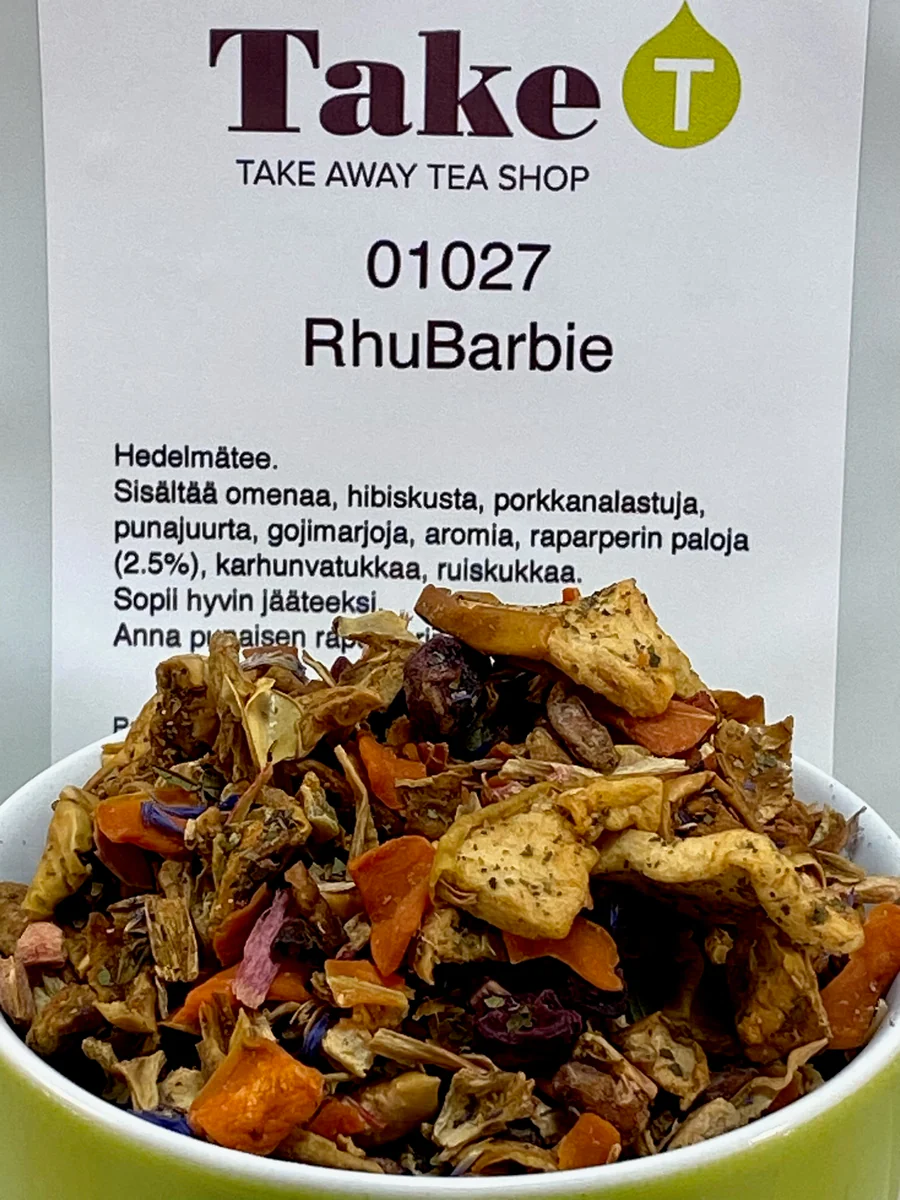 Take T
TAKE AWAY TEA SHOP
01027
RhuBarbie
Hedelmätee.
Sisältää omenaa, hibiskusta, porkkanalastuja,
punajuurta, gojimarjoja, aromia, raparperin paloja
(2.5%), karhunvatukkaa, ruiskukkaa.
Sopii hyvin jääteeksi.
Anna punaisen